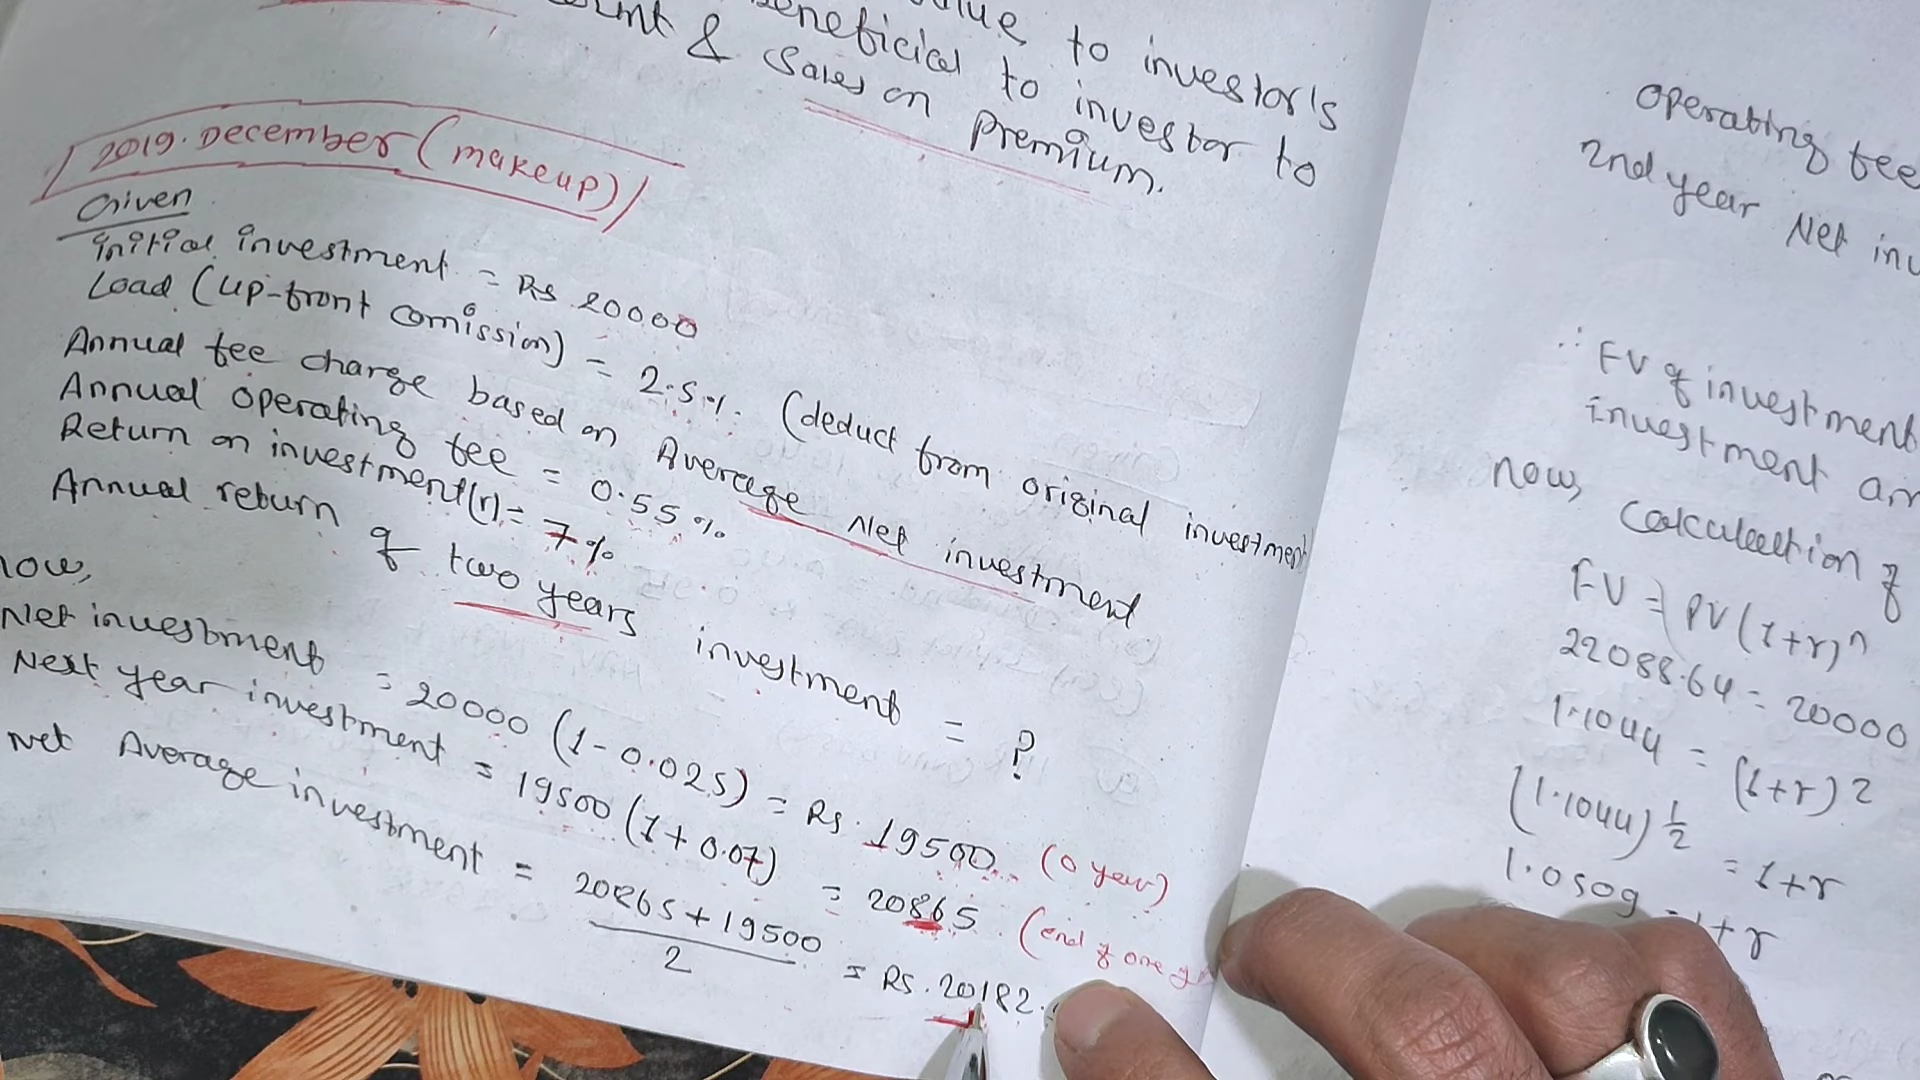 value to investor's
beneficial to investor to
& sales on premium.
2019. December (makeup)
Given
initial investment = Rs 20000
Load (up-front comission) = 2.5%. (deduct from original investment
Annual fee charge based on Average Net investment
Annual operating fee = 0.55%.
Return on investment(r) = 7%
Annual return of two years investment = ?
now,
Net investment = 20000 (1-0.025) = Rs. 19500 (0 year)
Next year investment = 19500 (1+0.07) = 20865 (end of one
Net Average investment = 20865+19500
2
= Rs. 20182.
operating fee
2nd year Net inv
∴ FV of investment
investment am
now, calculation of
FV = PV(1+r)ⁿ
22088.64 = 20000
1.1044 = (1+r)2
(1.1044)½ = 1+r
1.0509 = 1+r